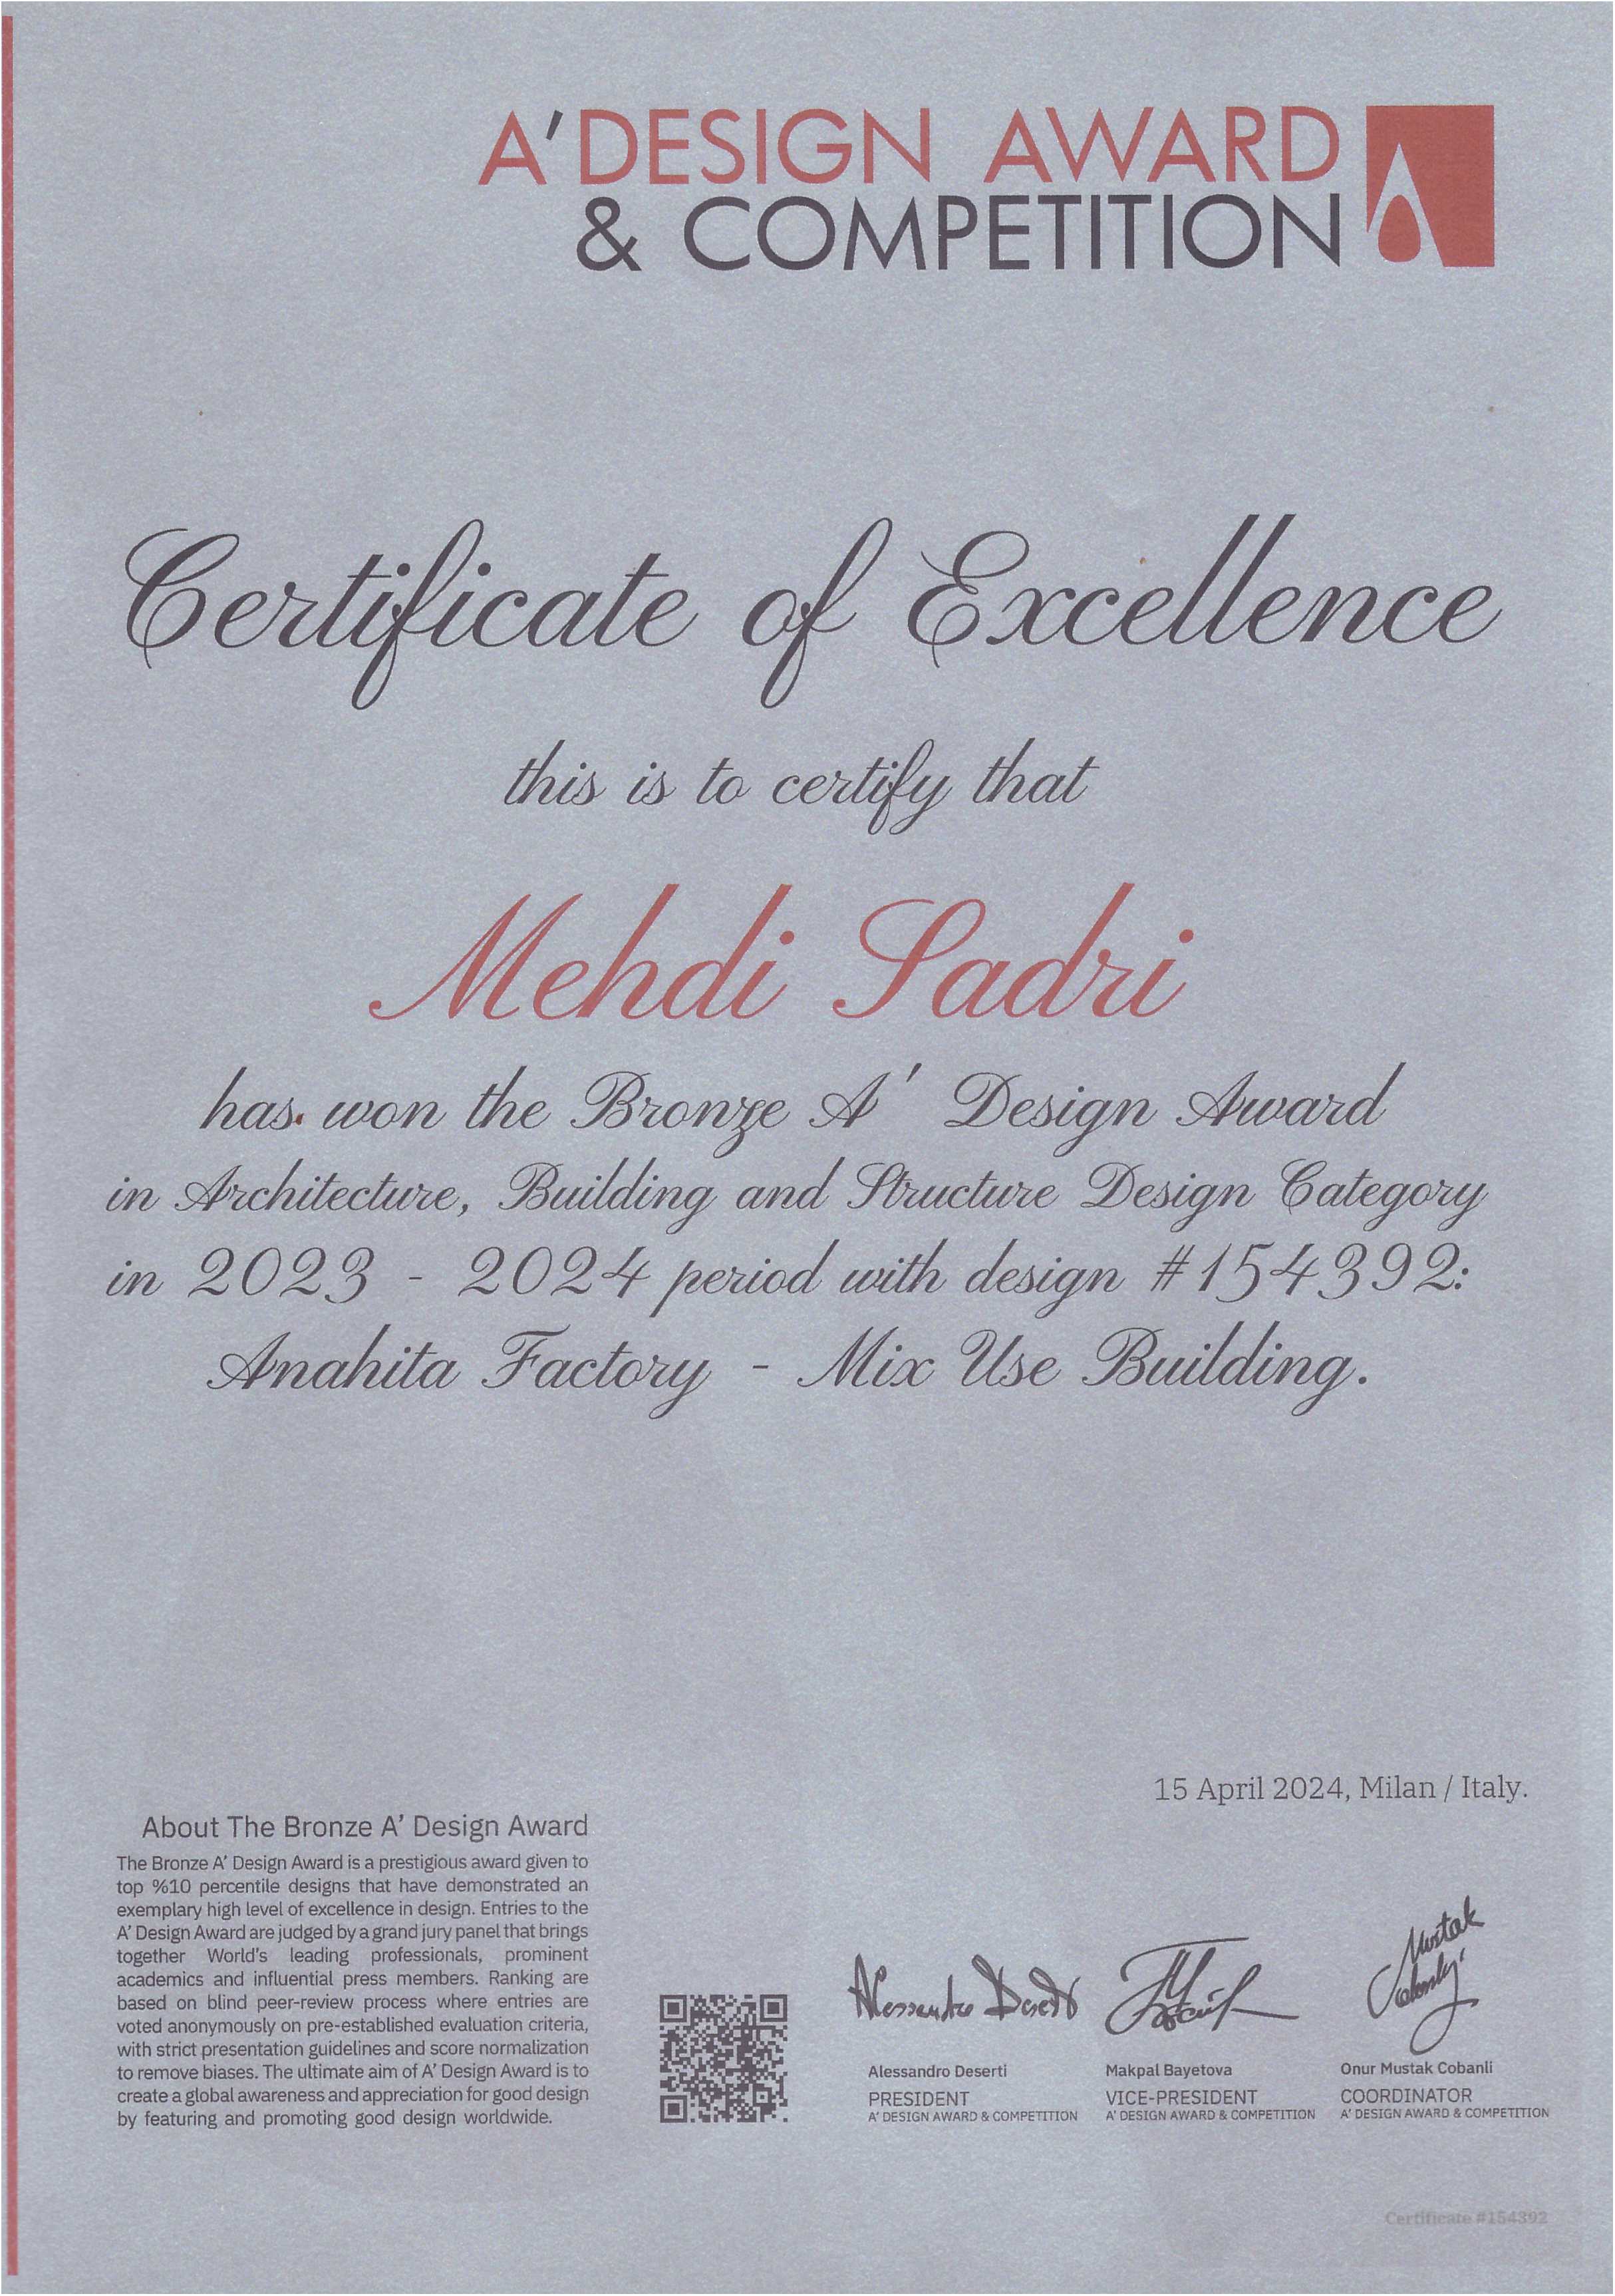 A' DESIGN AWARD
& COMPETITION
Certificate of Excellence
this is to certify that
Mehdi Sadri
has won the Bronze A' Design Award
in Architecture, Building and Structure Design Category
in 2023 - 2024 period with design #154392:
Anahita Factory - Mix Use Building.
15 April 2024, Milan / Italy.
About The Bronze A' Design Award
The Bronze A' Design Award is a prestigious award given to
top %10 percentile designs that have demonstrated an
exemplary high level of excellence in design. Entries to the
A' Design Award are judged by a grand jury panel that brings
together World's leading professionals, prominent
academics and influential press members. Ranking are
based on blind peer-review process where entries are
voted anonymously on pre-established evaluation criteria,
with strict presentation guidelines and score normalization
to remove biases. The ultimate aim of A' Design Award is to
create a global awareness and appreciation for good design
by featuring and promoting good design worldwide.
Alessandro Deserti
PRESIDENT
A' DESIGN AWARD & COMPETITION
Makpal Bayetova
VICE-PRESIDENT
A' DESIGN AWARD & COMPETITION
Mustak
Cobanli
Onur Mustak Cobanli
COORDINATOR
A' DESIGN AWARD & COMPETITION
Certificate #154392